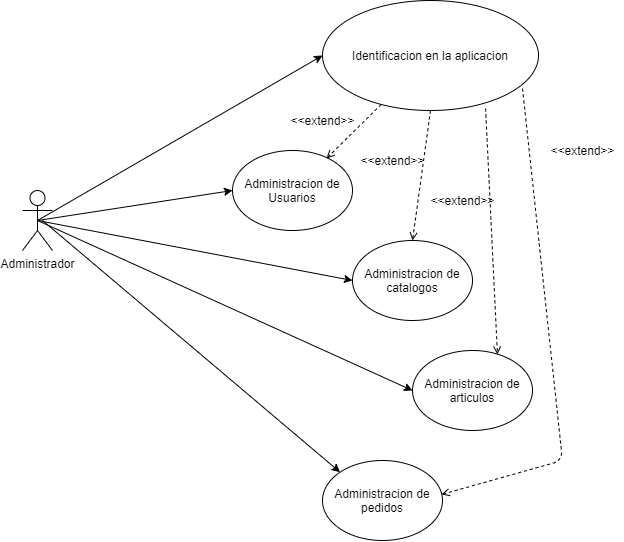 Identificacion en la aplicacion
<<extend>>
<<extend>>
<<extend>>
<<extend>>
Administracion de
Usuarios
Administrador
Administracion de
catalogos
Administracion de
articulos
Administracion de
pedidos